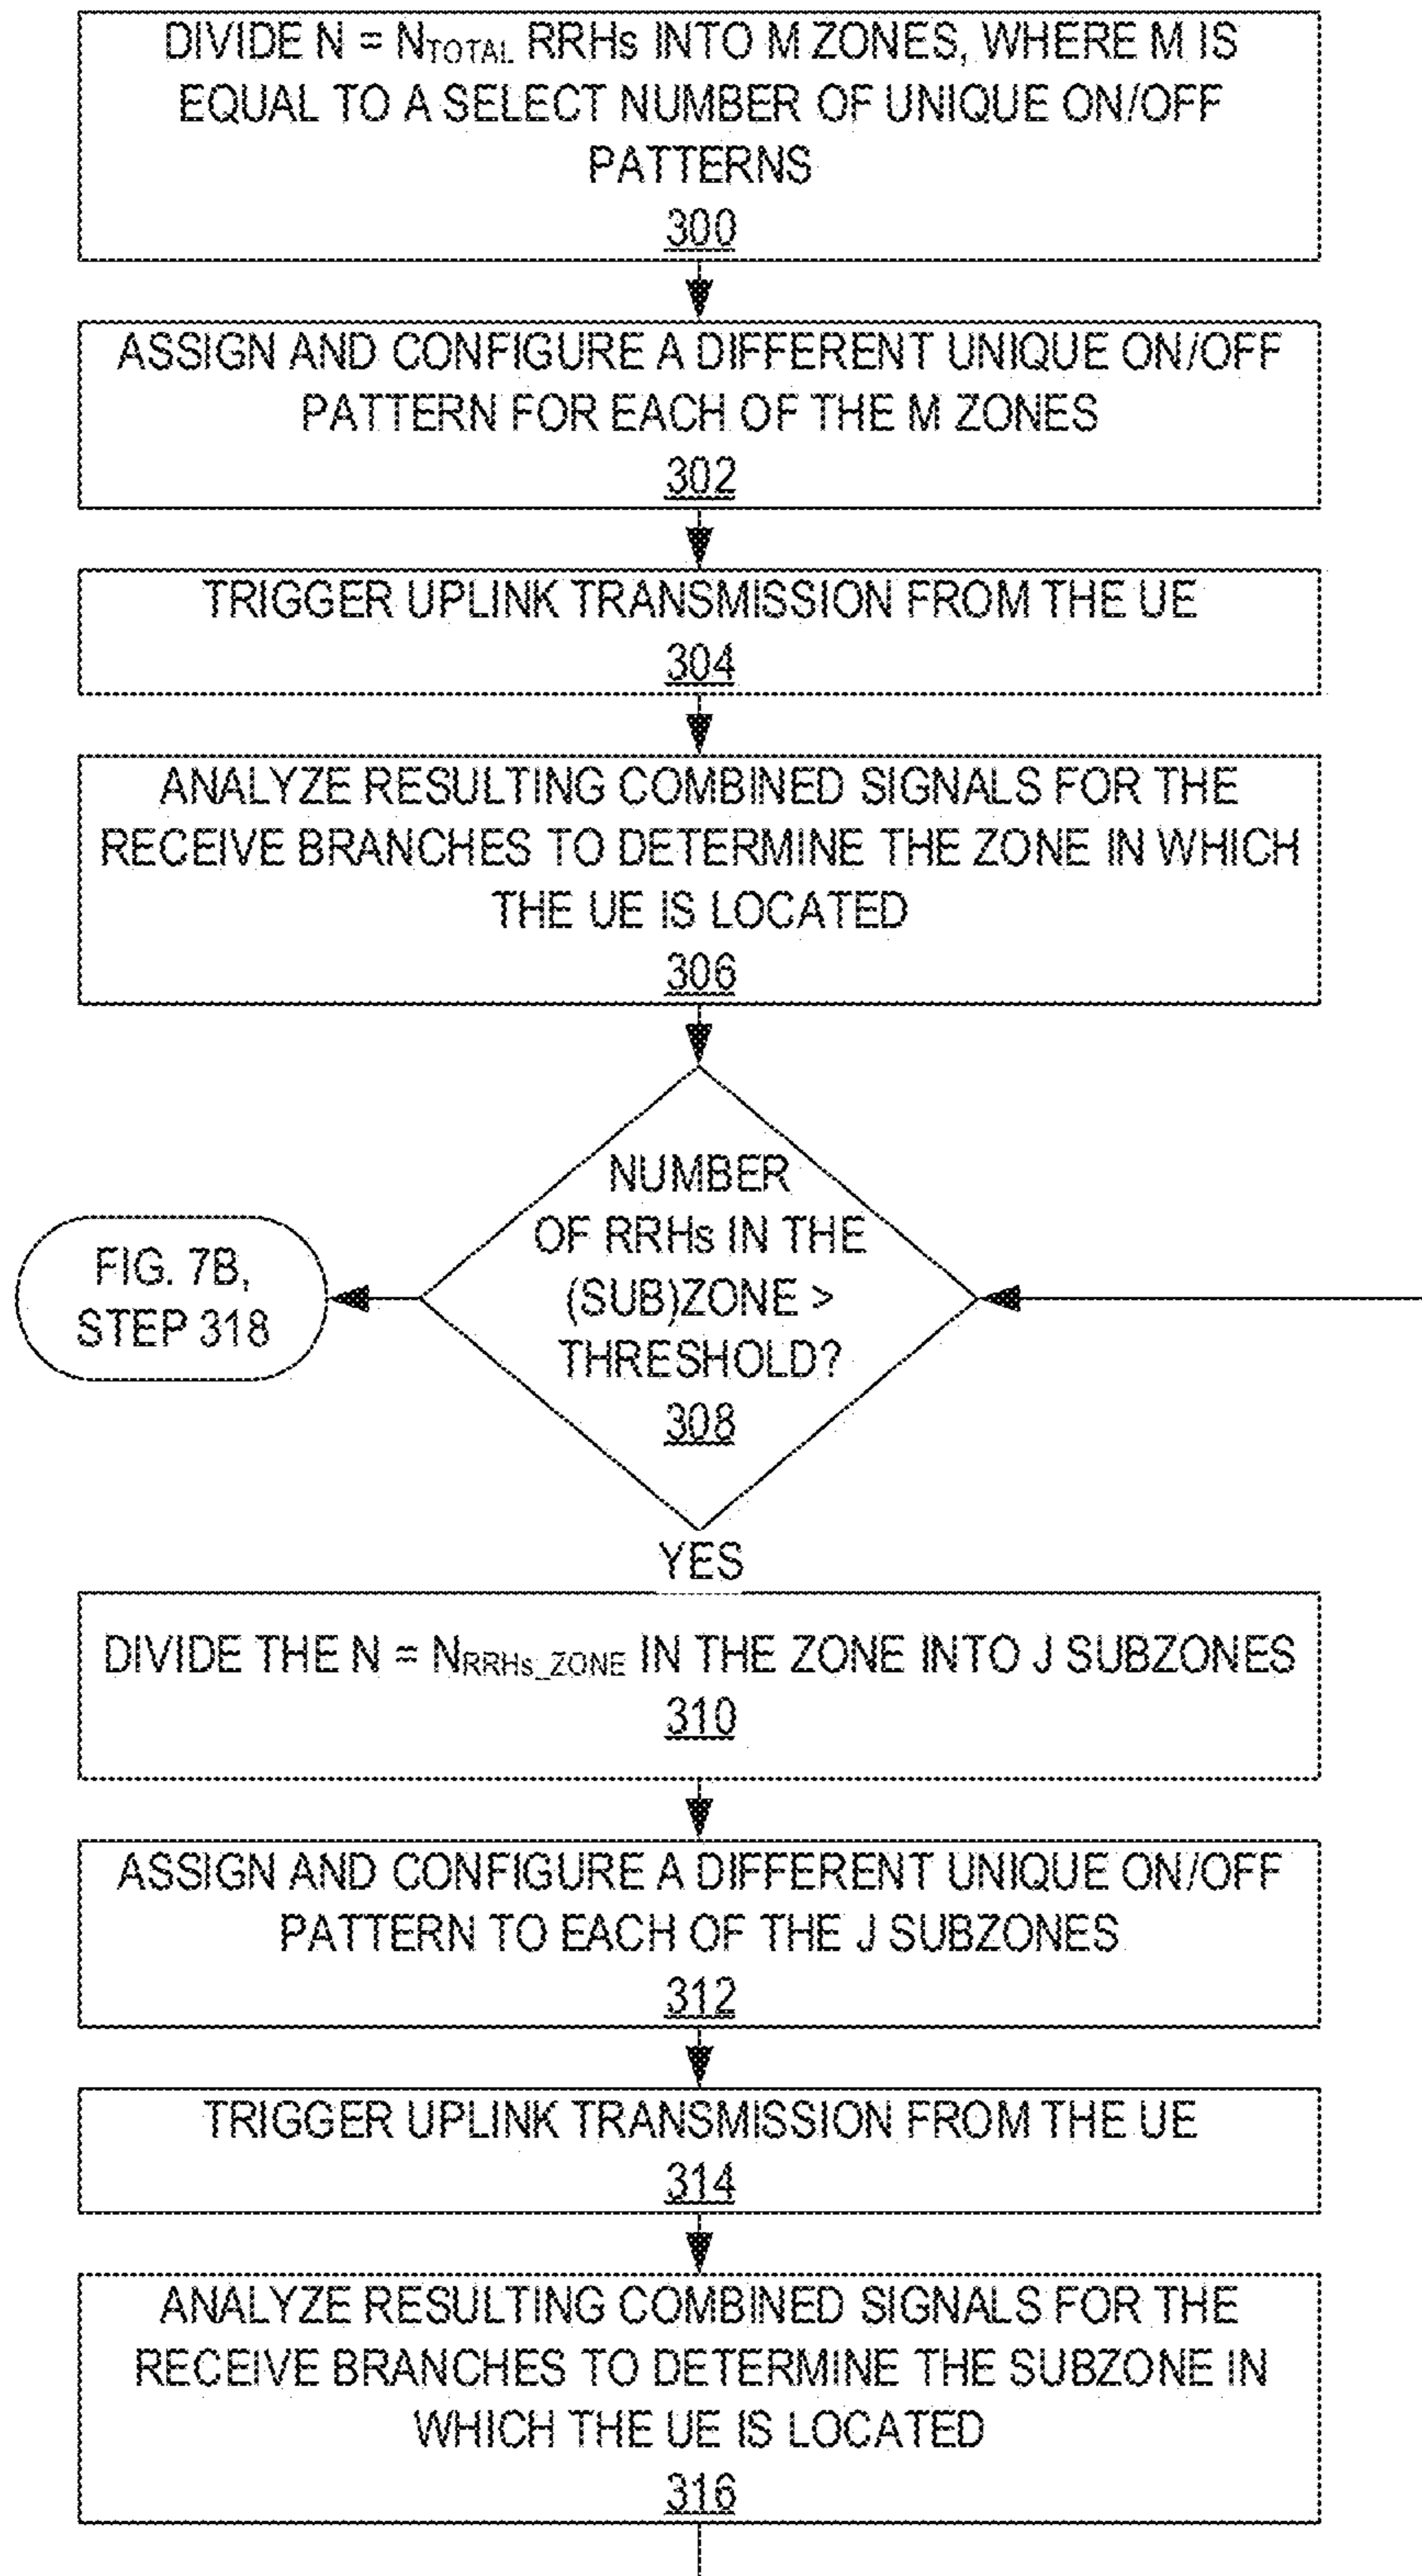 DIVIDE N = NTOTAL RRHs INTO M ZONES, WHERE M IS
EQUAL TO A SELECT NUMBER OF UNIQUE ON/OFF
PATTERNS
300
ASSIGN AND CONFIGURE A DIFFERENT UNIQUE ON/OFF
PATTERN FOR EACH OF THE M ZONES
302
TRIGGER UPLINK TRANSMISSION FROM THE UE
304
ANALYZE RESULTING COMBINED SIGNALS FOR THE
RECEIVE BRANCHES TO DETERMINE THE ZONE IN WHICH
THE UE IS LOCATED
306
NUMBER
OF RRHs IN THE
(SUB)ZONE >
THRESHOLD?
308
FIG. 7B,
STEP 318
YES
DIVIDE THE N = NRRHs_ZONE IN THE ZONE INTO J SUBZONES
310
ASSIGN AND CONFIGURE A DIFFERENT UNIQUE ON/OFF
PATTERN TO EACH OF THE J SUBZONES
312
TRIGGER UPLINK TRANSMISSION FROM THE UE
314
ANALYZE RESULTING COMBINED SIGNALS FOR THE
RECEIVE BRANCHES TO DETERMINE THE SUBZONE IN
WHICH THE UE IS LOCATED
316